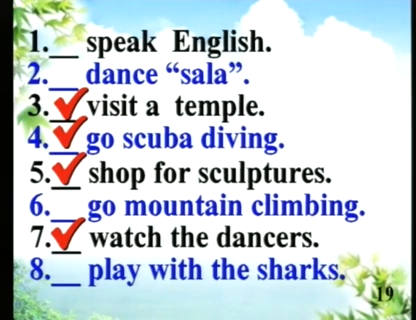 1.__ speak English.
2.__ dance “sala”.
3.__ visit a temple.
4.__ go scuba diving.
5.__ shop for sculptures.
6.__ go mountain climbing.
7.__ watch the dancers.
8.__ play with the sharks.
19